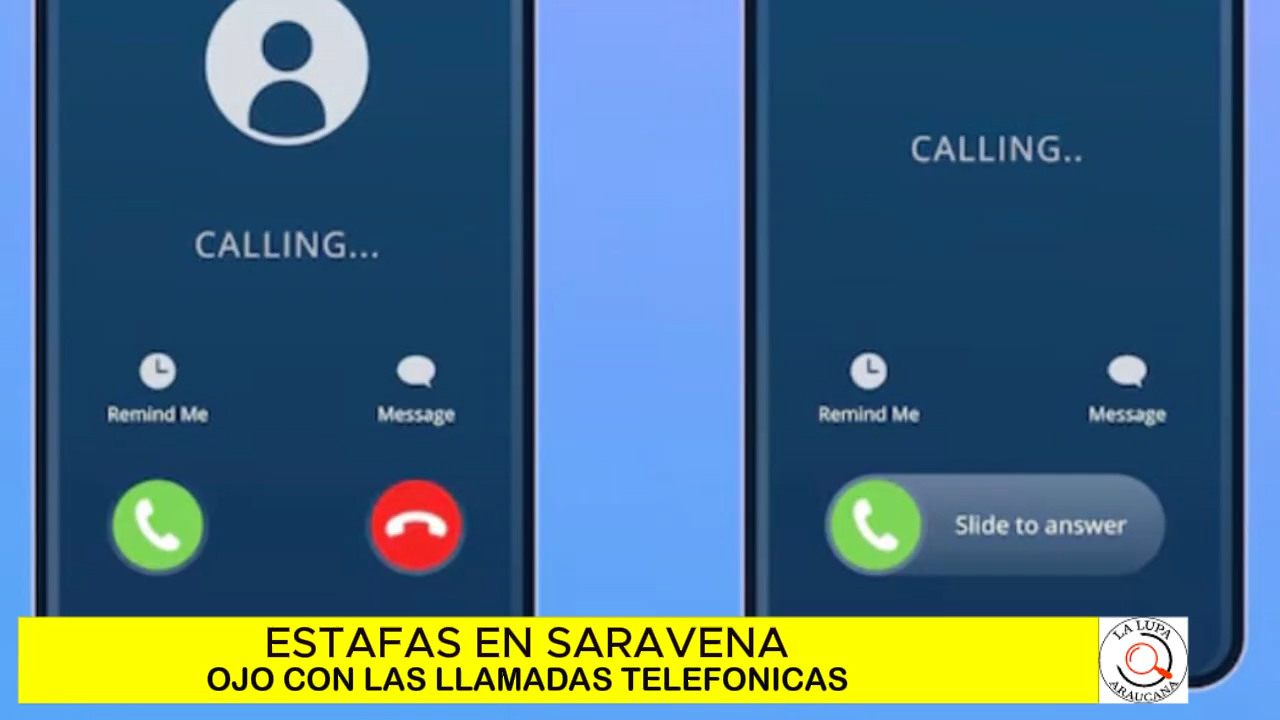 CALLING...
Remind Me
Message
CALLING..
Remind Me
Message
Slide to answer
ESTAFAS EN SARAVENA
OJO CON LAS LLAMADAS TELEFONICAS
LA LUPA
ARAUCANA